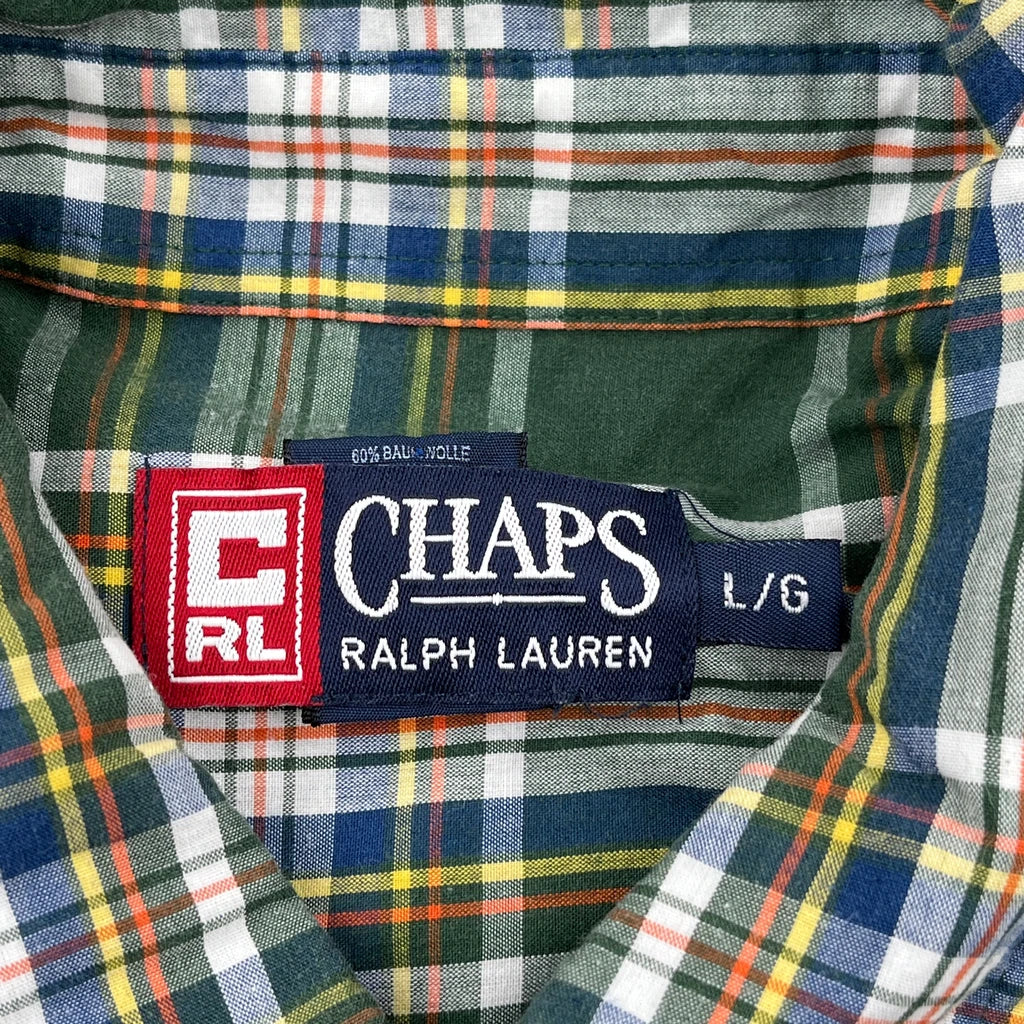 60% BAUMWOLLE
C
RL
CHAPS
RALPH LAUREN
L/G